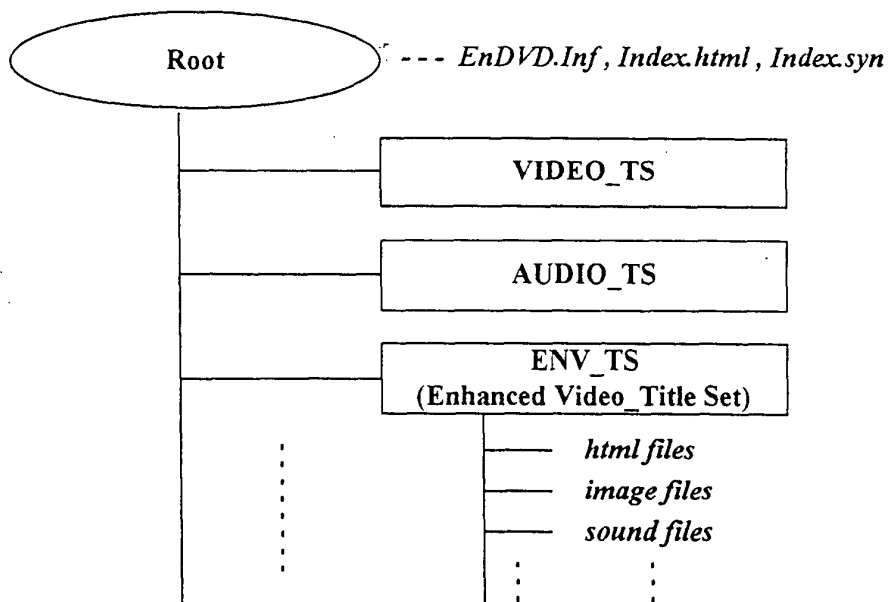 Root
--- EnDVD.Inf, Index.html, Index.syn
VIDEO_TS
AUDIO_TS
ENV_TS
(Enhanced Video_Title Set)
html files
image files
sound files